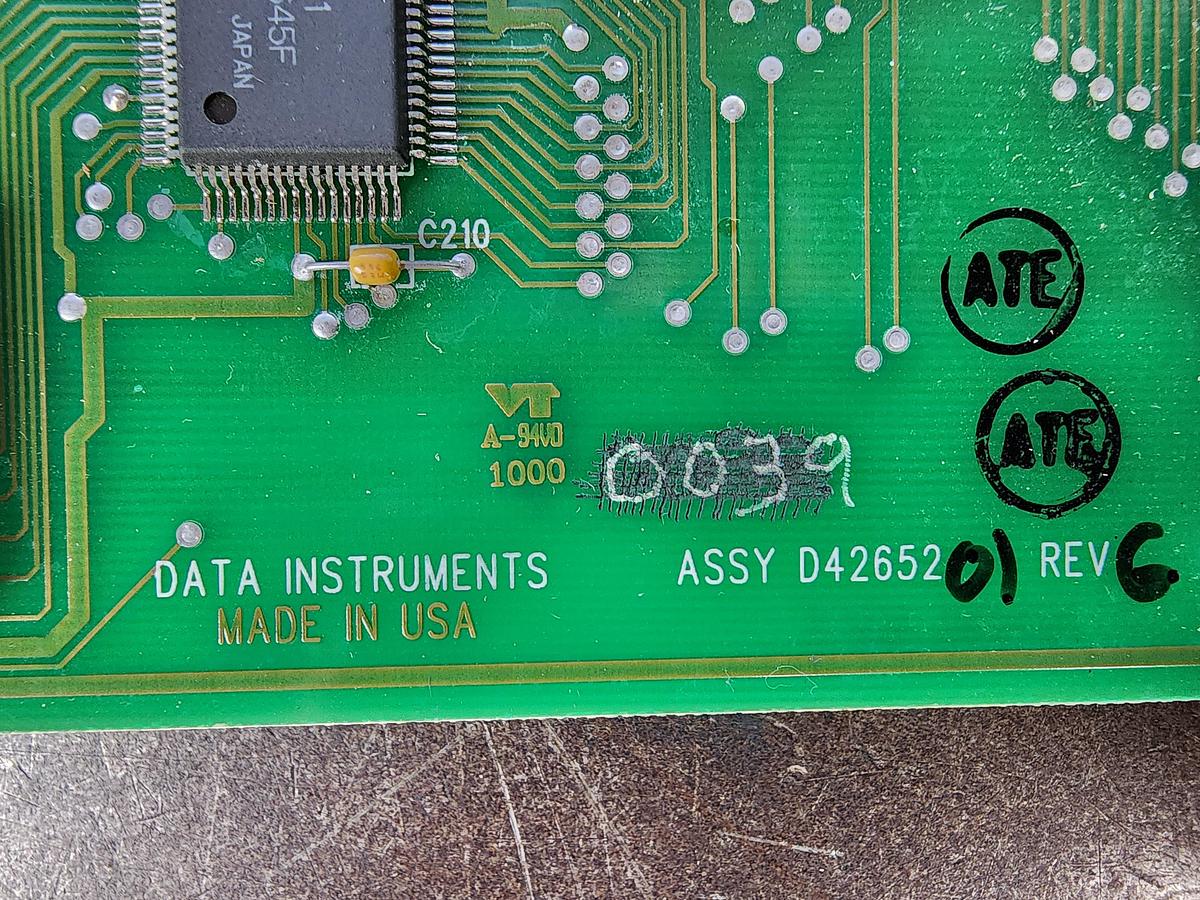 1
45F
JAPAN
C210
ATE
VT
A-94V0
1000
ATE
0039
DATA INSTRUMENTS
ASSY D42652 01 REV C.
MADE IN USA